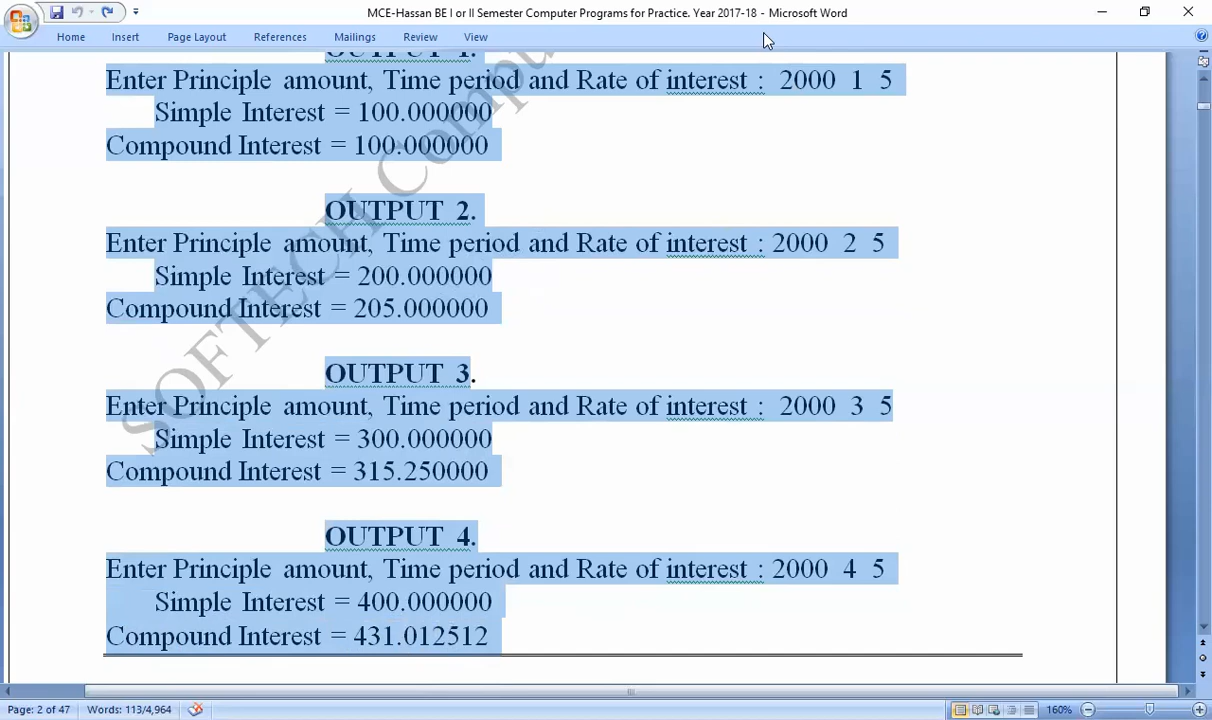 MCE-Hassan BE I or II Semester Computer Programs for Practice. Year 2017-18 - Microsoft Word
Home Insert Page Layout References Mailings Review View
OUTPUT 1.
Enter Principle amount, Time period and Rate of interest : 2000 1 5
Simple Interest = 100.000000
Compound Interest = 100.000000
OUTPUT 2.
Enter Principle amount, Time period and Rate of interest : 2000 2 5
Simple Interest = 200.000000
Compound Interest = 205.000000
OUTPUT 3.
Enter Principle amount, Time period and Rate of interest : 2000 3 5
Simple Interest = 300.000000
Compound Interest = 315.250000
OUTPUT 4.
Enter Principle amount, Time period and Rate of interest : 2000 4 5
Simple Interest = 400.000000
Compound Interest = 431.012512
SOFTECH Compu
Page: 2 of 47 Words: 113/4,964 160%